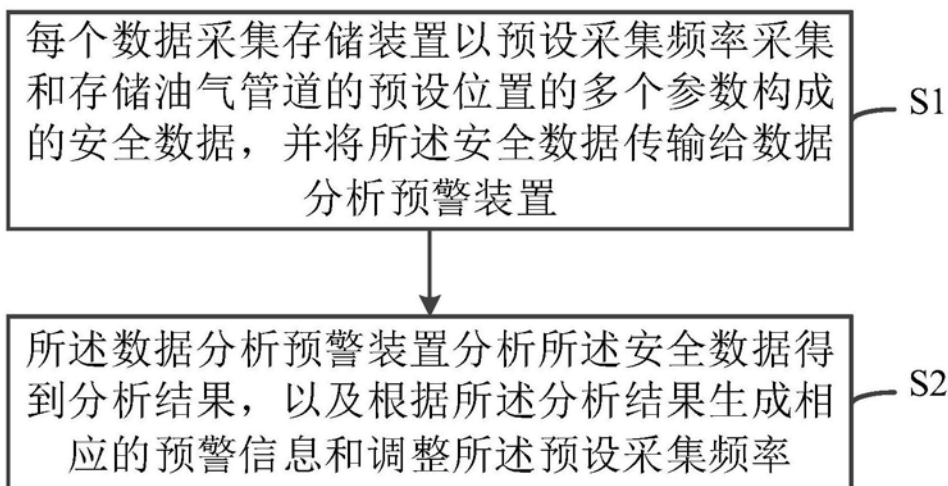 每个数据采集存储装置以预设采集频率采集
和存储油气管道的预设位置的多个参数构成
的安全数据，并将所述安全数据传输给数据
分析预警装置
S1
所述数据分析预警装置分析所述安全数据得
到分析结果，以及根据所述分析结果生成相
应的预警信息和调整所述预设采集频率
S2